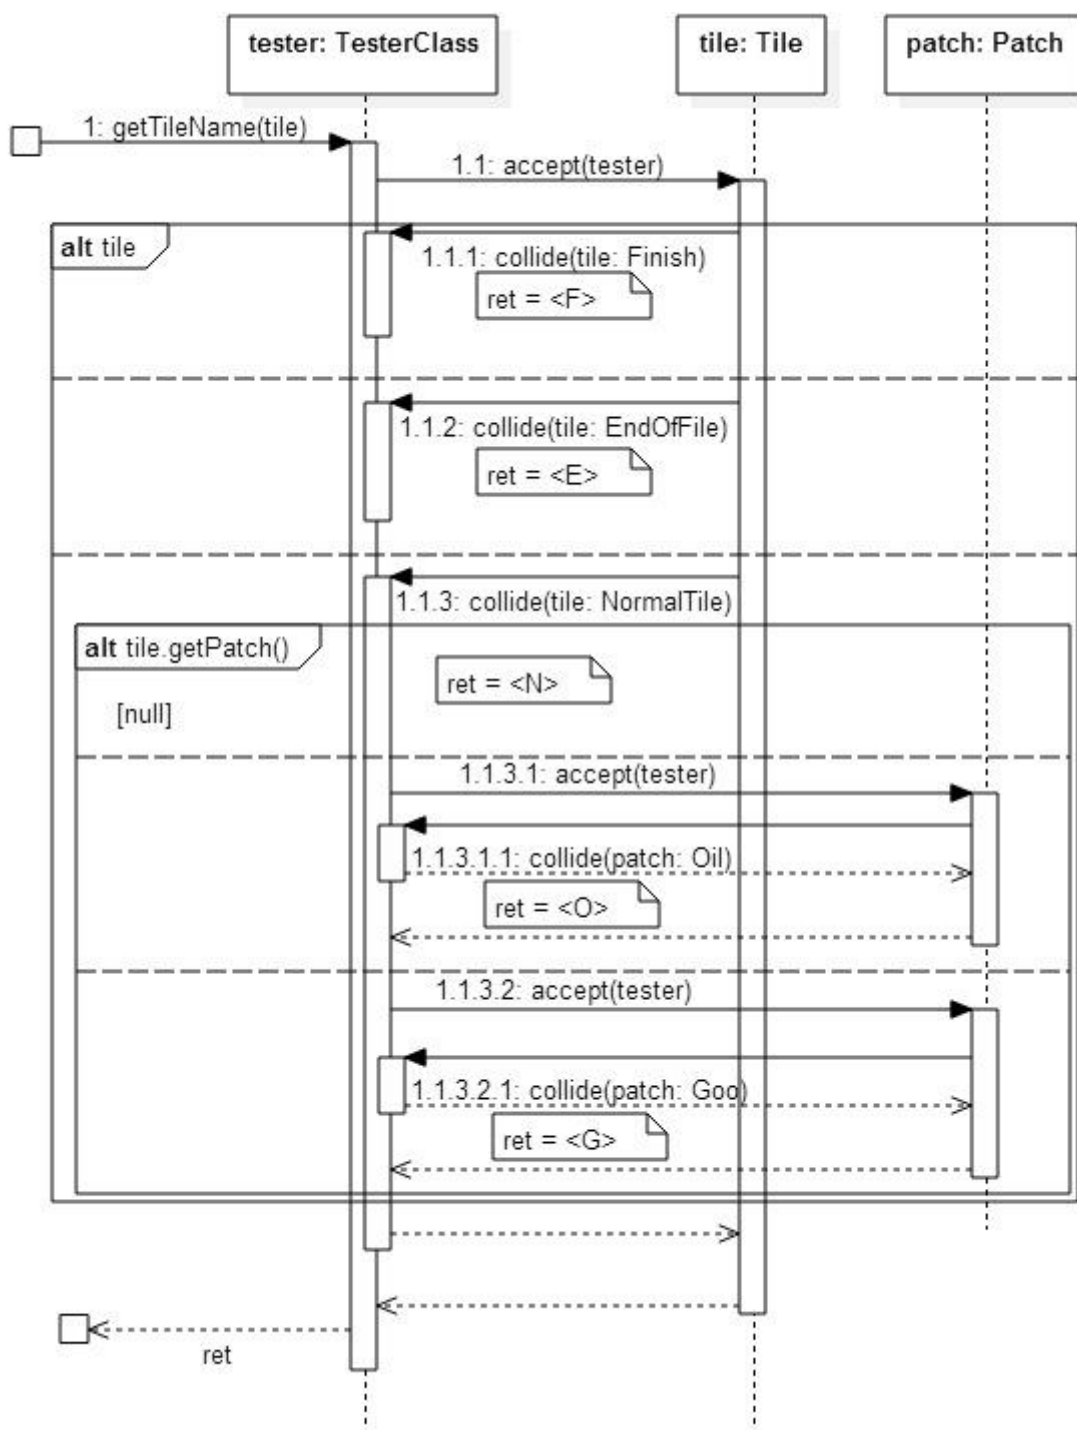 tester: TesterClass
tile: Tile
patch: Patch
1: getTileName(tile)
1.1: accept(tester)
alt tile
1.1.1: collide(tile: Finish)
ret = <F>
1.1.2: collide(tile: EndOfFile)
ret = <E>
1.1.3: collide(tile: NormalTile)
alt tile.getPatch()
ret = <N>
[null]
1.1.3.1: accept(tester)
1.1.3.1.1: collide(patch: Oil)
ret = <O>
1.1.3.2: accept(tester)
1.1.3.2.1: collide(patch: Goo)
ret = <G>
ret